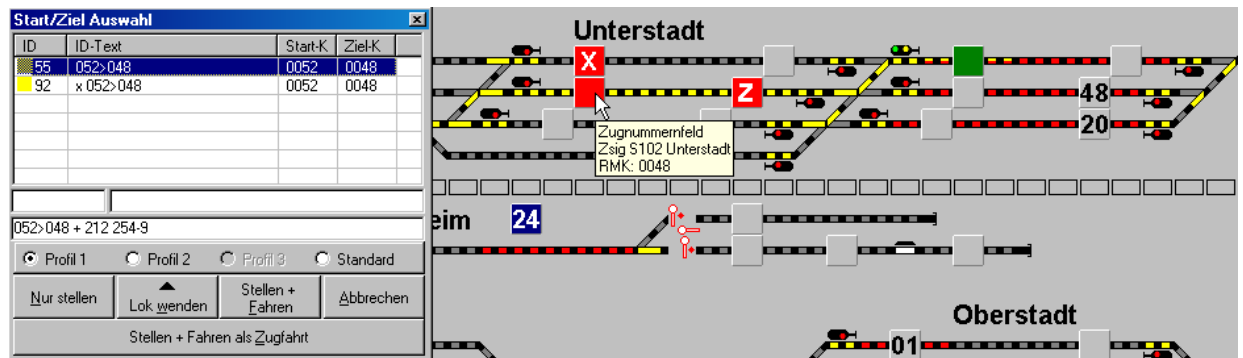 Start/Ziel Auswahl
ID ID-Text Start-K Ziel-K
55 052>048 0052 0048
92 x 052>048 0052 0048
052>048 + 212 254-9
Profil 1 Profil 2 Profil 3 Standard
Nur stellen
Lok wenden
Stellen +
Fahren
Abbrechen
Stellen + Fahren als Zugfahrt
Unterstadt
X
Z
48
20
Zugnummernfeld
Zsig S102 Unterstadt
RMK: 0048
eim
24
Oberstadt
01